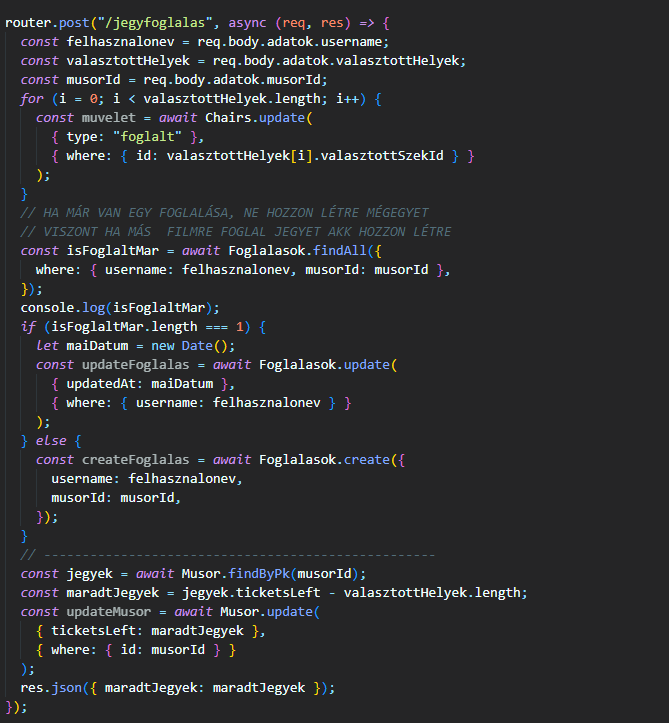 router.post("/jegyfoglalas", async (req, res) => {
  const felhasznalonev = req.body.adatok.username;
  const valasztottHelyek = req.body.adatok.valasztottHelyek;
  const musorId = req.body.adatok.musorId;
  for (i = 0; i < valasztottHelyek.length; i++) {
    const muvelet = await Chairs.update(
      { type: "foglalt" },
      { where: { id: valasztottHelyek[i].valasztottSzekId } }
    );
  }
  // HA MÁR VAN EGY FOGLALÁSA, NE HOZZON LÉTRE MÉGEGYET
  // VISZONT HA MÁS  FILMRE FOGLAL JEGYET AKK HOZZON LÉTRE
  const isFoglaltMar = await Foglalasok.findAll({
    where: { username: felhasznalonev, musorId: musorId },
  });
  console.log(isFoglaltMar);
  if (isFoglaltMar.length === 1) {
    let maiDatum = new Date();
    const updateFoglalas = await Foglalasok.update(
      { updatedAt: maiDatum },
      { where: { username: felhasznalonev } }
    );
  } else {
    const createFoglalas = await Foglalasok.create({
      username: felhasznalonev,
      musorId: musorId,
    });
  }
  // ---------------------------------------------------
  const jegyek = await Musor.findByPk(musorId);
  const maradtJegyek = jegyek.ticketsLeft - valasztottHelyek.length;
  const updateMusor = await Musor.update(
    { ticketsLeft: maradtJegyek },
    { where: { id: musorId } }
  );
  res.json({ maradtJegyek: maradtJegyek });
});